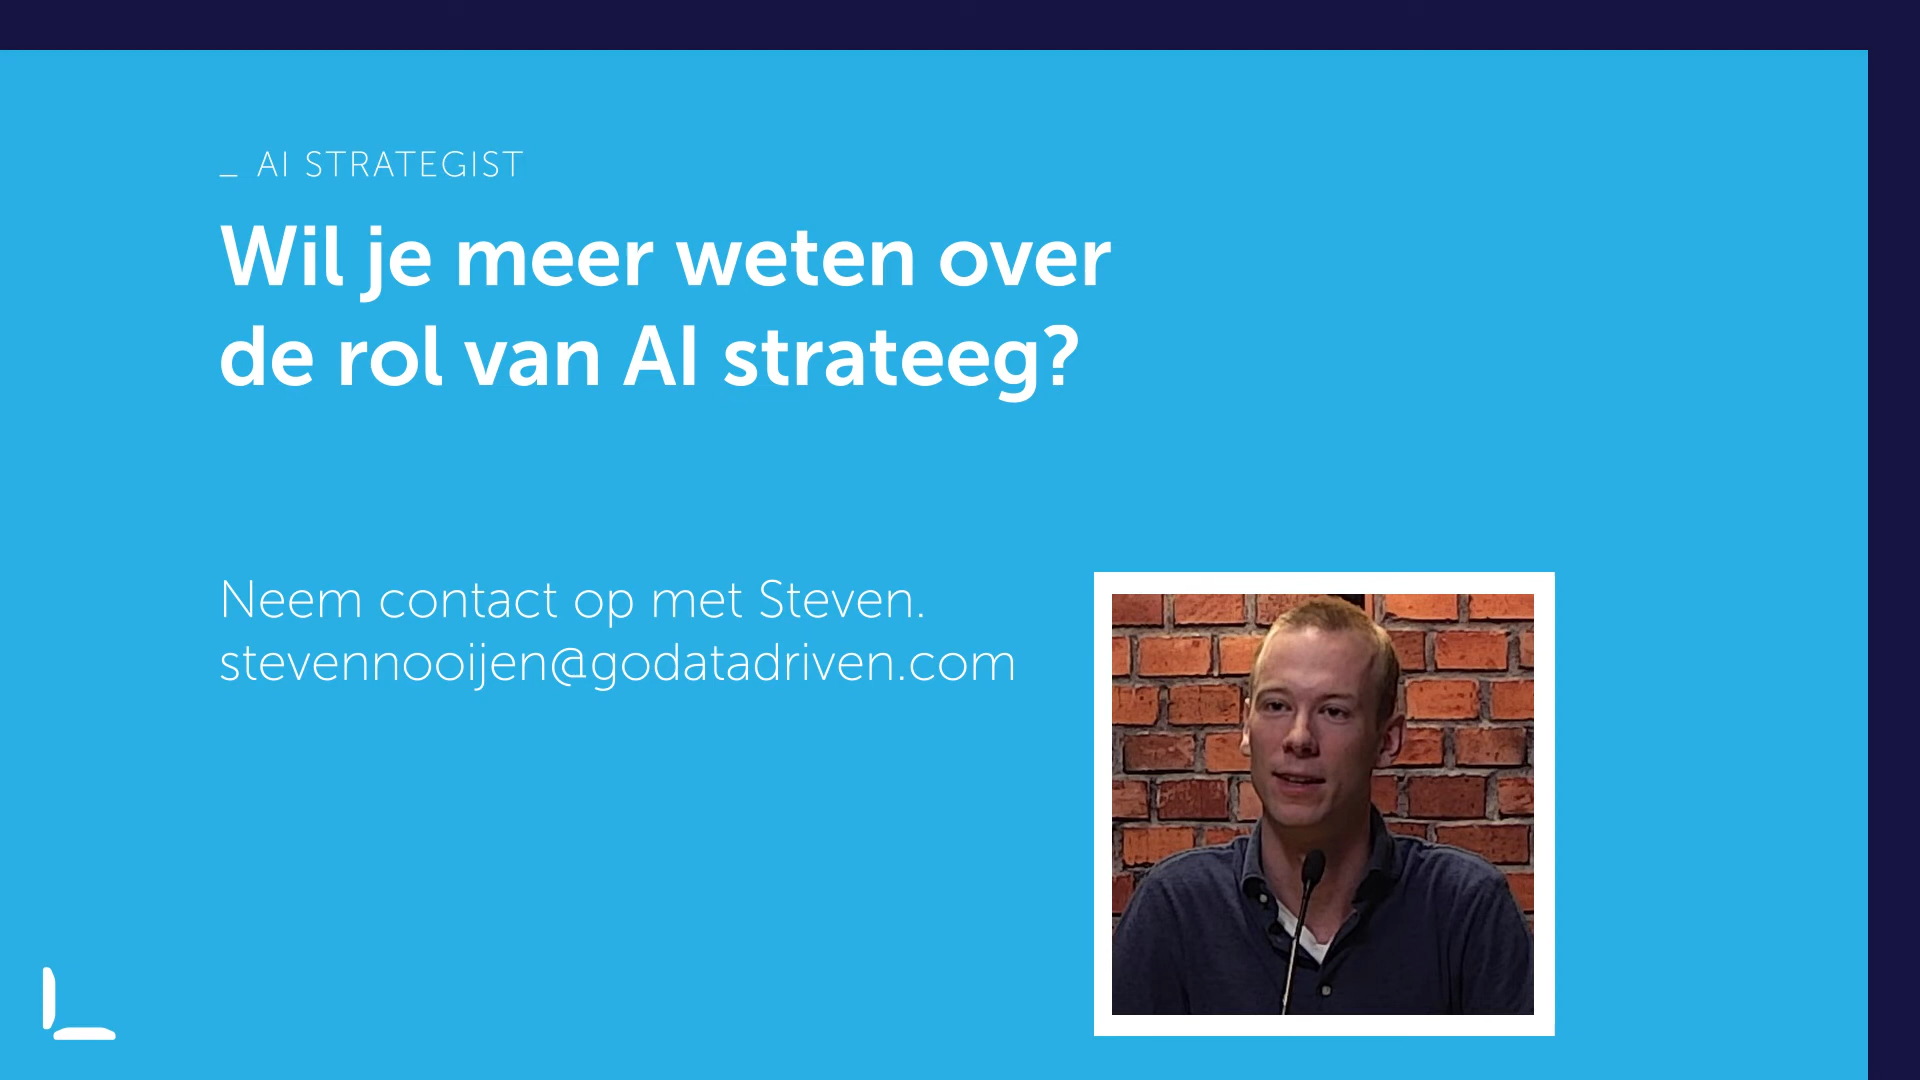 _ AI STRATEGIST
Wil je meer weten over
de rol van AI strateeg?
Neem contact op met Steven.
stevennooijen@godatadriven.com